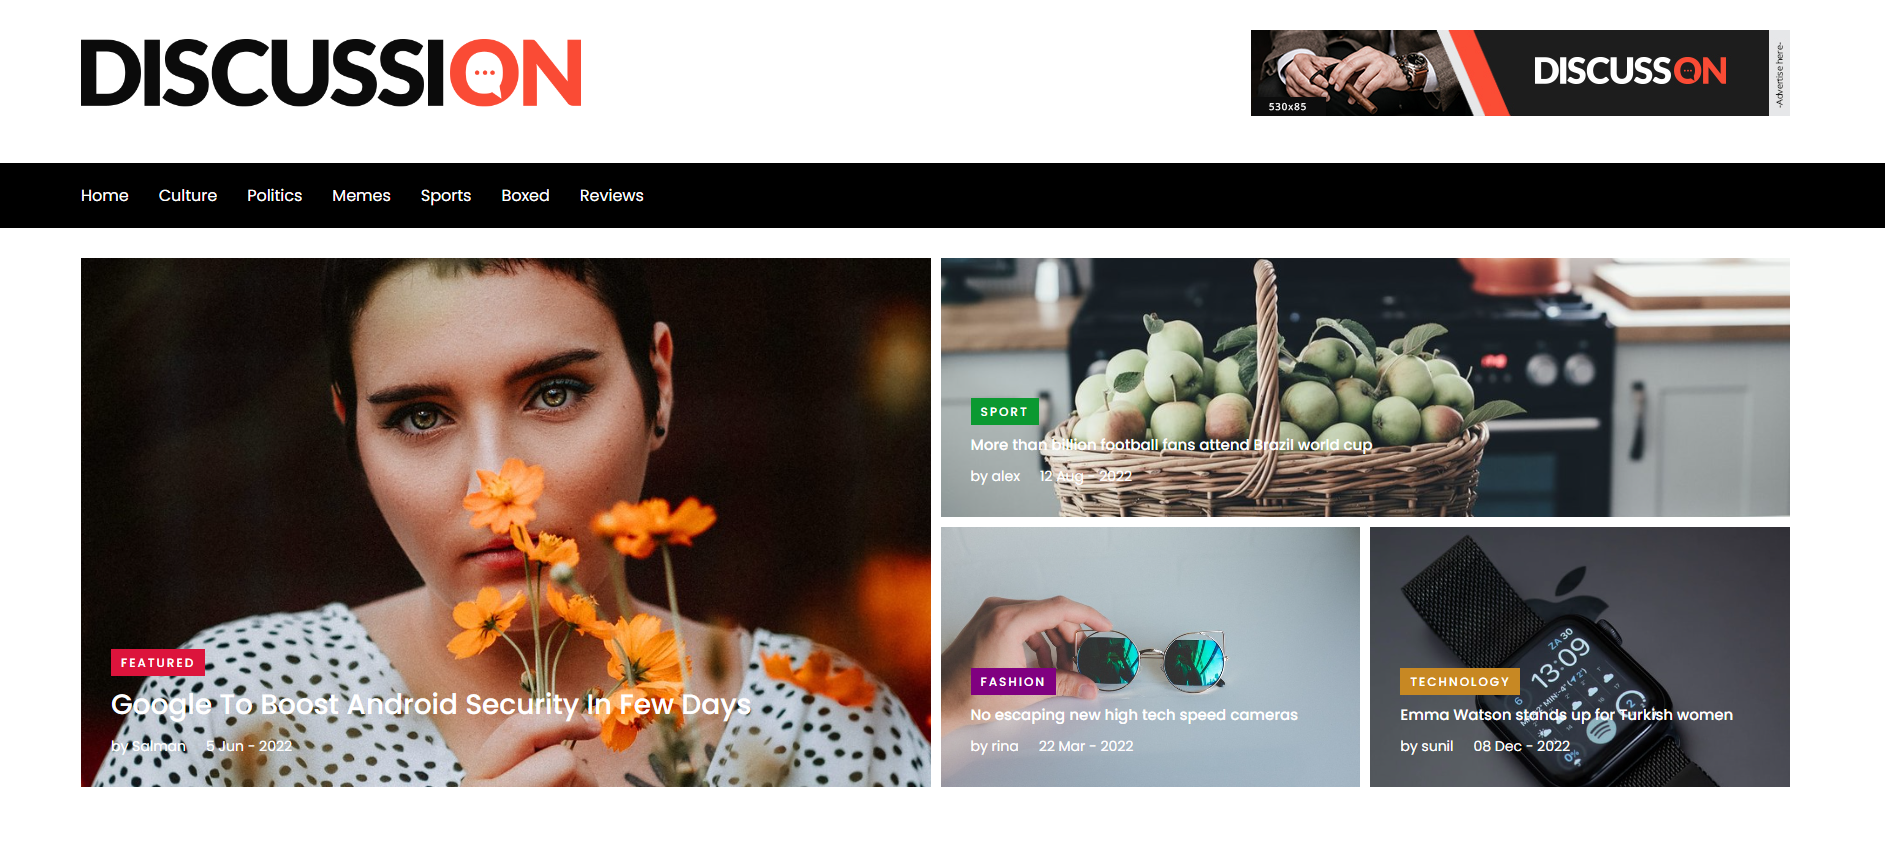 DISCUSSION
530x85
DISCUSSON
-Advertise here-
Home Culture Politics Memes Sports Boxed Reviews
FEATURED
Google To Boost Android Security In Few Days
by Salman 5 Jun - 2022
SPORT
More than billion football fans attend Brazil world cup
by alex 12 Aug - 2022
FASHION
No escaping new high tech speed cameras
by rina 22 Mar - 2022
TECHNOLOGY
Emma Watson stands up for Turkish women
by sunil 08 Dec - 2022
ZA 30
13:09